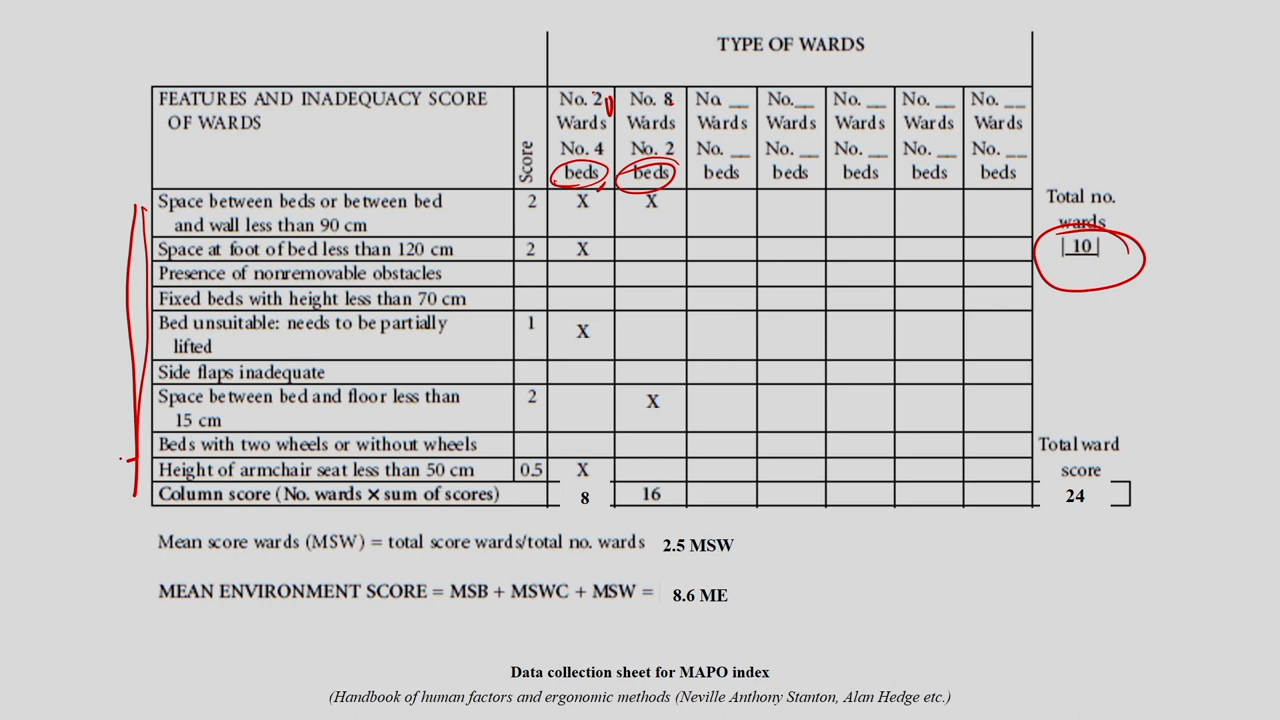 TYPE OF WARDS
FEATURES AND INADEQUACY SCORE
OF WARDS
Score
No. 2
Wards
No. 4
beds
No. 8
Wards
No. 2
beds
No. __
Wards
No. __
beds
No. __
Wards
No. __
beds
No. __
Wards
No. __
beds
No. __
Wards
No. __
beds
No. __
Wards
No. __
beds
Space between beds or between bed
and wall less than 90 cm
2 X X
Total no.
wards
| 10 |
Space at foot of bed less than 120 cm 2 X
Presence of nonremovable obstacles
Fixed beds with height less than 70 cm
Bed unsuitable: needs to be partially
lifted
1 X
Side flaps inadequate
Space between bed and floor less than
15 cm
2 X
Beds with two wheels or without wheels
Total ward
score
Height of armchair seat less than 50 cm 0.5 X
Column score (No. wards × sum of scores) 8 16 24
Mean score wards (MSW) = total score wards/total no. wards 2.5 MSW
MEAN ENVIRONMENT SCORE = MSB + MSWC + MSW = 8.6 ME
Data collection sheet for MAPO index
(Handbook of human factors and ergonomic methods (Neville Anthony Stanton, Alan Hedge etc.)